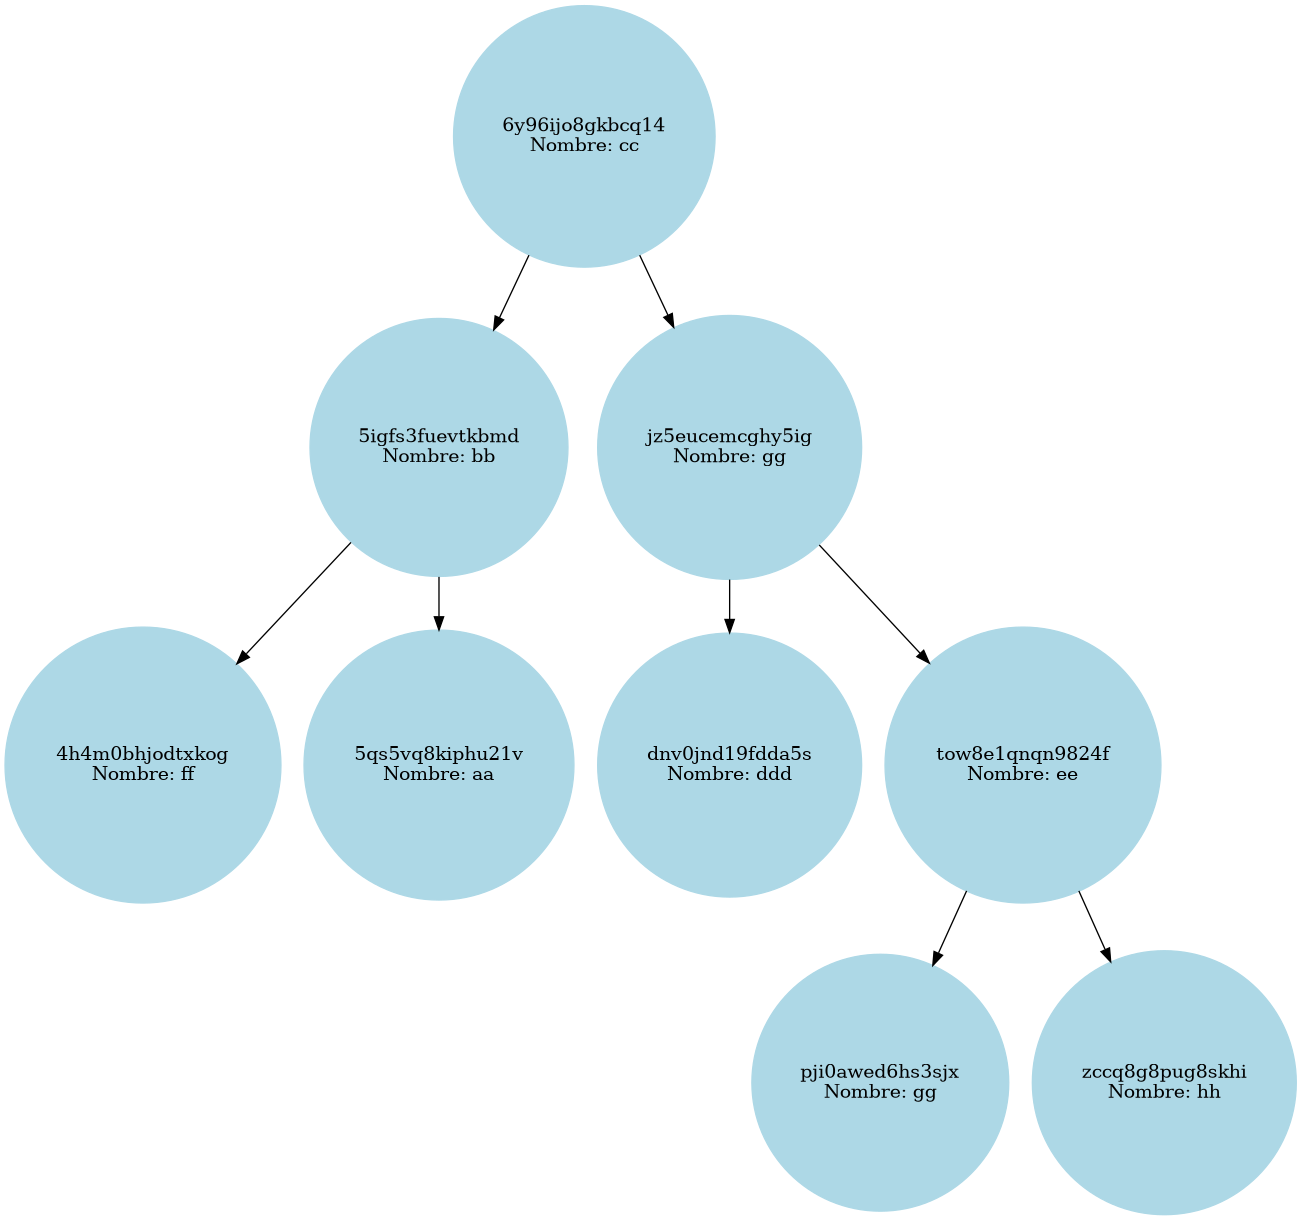 6y96ijo8gkbcq14
Nombre: cc
5igfs3fuevtkbmd
Nombre: bb
jz5eucemcghy5ig
Nombre: gg
4h4m0bhjodtxkog
Nombre: ff
5qs5vq8kiphu21v
Nombre: aa
dnv0jnd19fdda5s
Nombre: ddd
tow8e1qnqn9824f
Nombre: ee
pji0awed6hs3sjx
Nombre: gg
zccq8g8pug8skhi
Nombre: hh